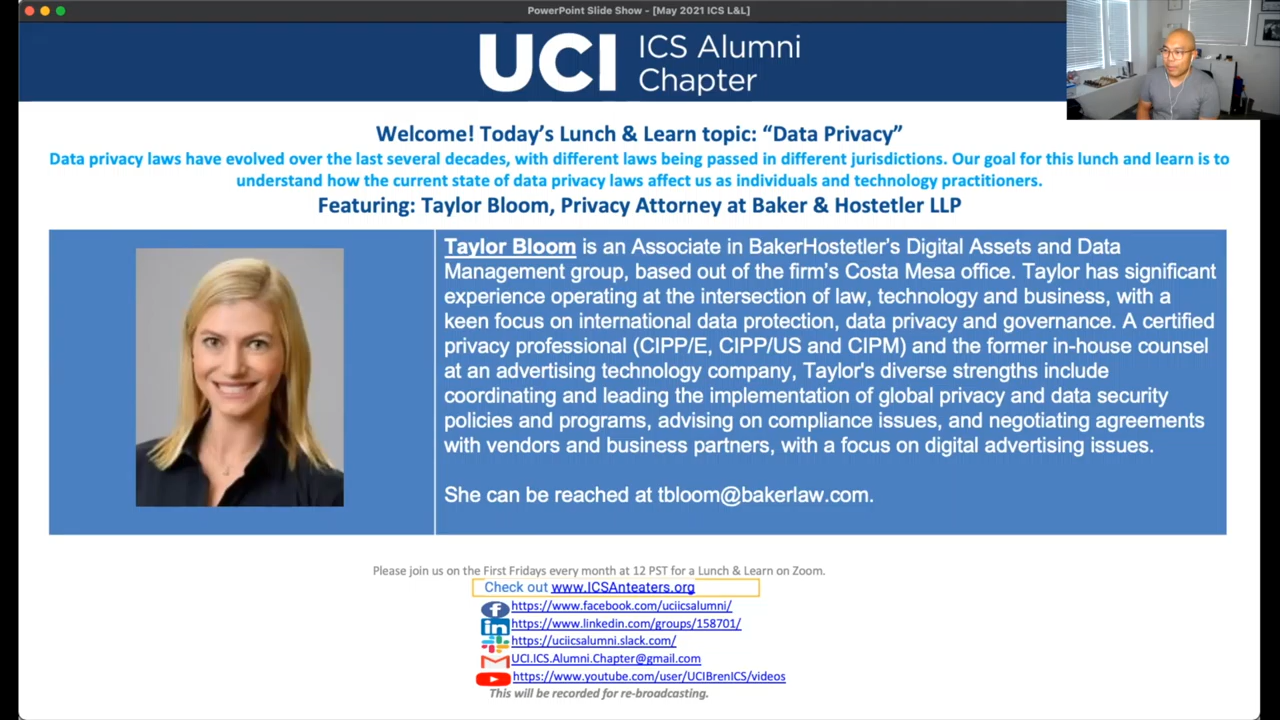 PowerPoint Slide Show - [May 2021 ICS L&L]
UCI ICS Alumni
Chapter
Welcome! Today's Lunch & Learn topic: "Data Privacy"
Data privacy laws have evolved over the last several decades, with different laws being passed in different jurisdictions. Our goal for this lunch and learn is to
understand how the current state of data privacy laws affect us as individuals and technology practitioners.
Featuring: Taylor Bloom, Privacy Attorney at Baker & Hostetler LLP
Taylor Bloom is an Associate in BakerHostetler's Digital Assets and Data
Management group, based out of the firm's Costa Mesa office. Taylor has significant
experience operating at the intersection of law, technology and business, with a
keen focus on international data protection, data privacy and governance. A certified
privacy professional (CIPP/E, CIPP/US and CIPM) and the former in-house counsel
at an advertising technology company, Taylor's diverse strengths include
coordinating and leading the implementation of global privacy and data security
policies and programs, advising on compliance issues, and negotiating agreements
with vendors and business partners, with a focus on digital advertising issues.
She can be reached at tbloom@bakerlaw.com.
Please join us on the First Fridays every month at 12 PST for a Lunch & Learn on Zoom.
Check out www.ICSAnteaters.org
https://www.facebook.com/uciicsalumni/
https://www.linkedin.com/groups/158701/
https://uciicsalumni.slack.com/
UCI.ICS.Alumni.Chapter@gmail.com
https://www.youtube.com/user/UCIBrenICS/videos
This will be recorded for re-broadcasting.